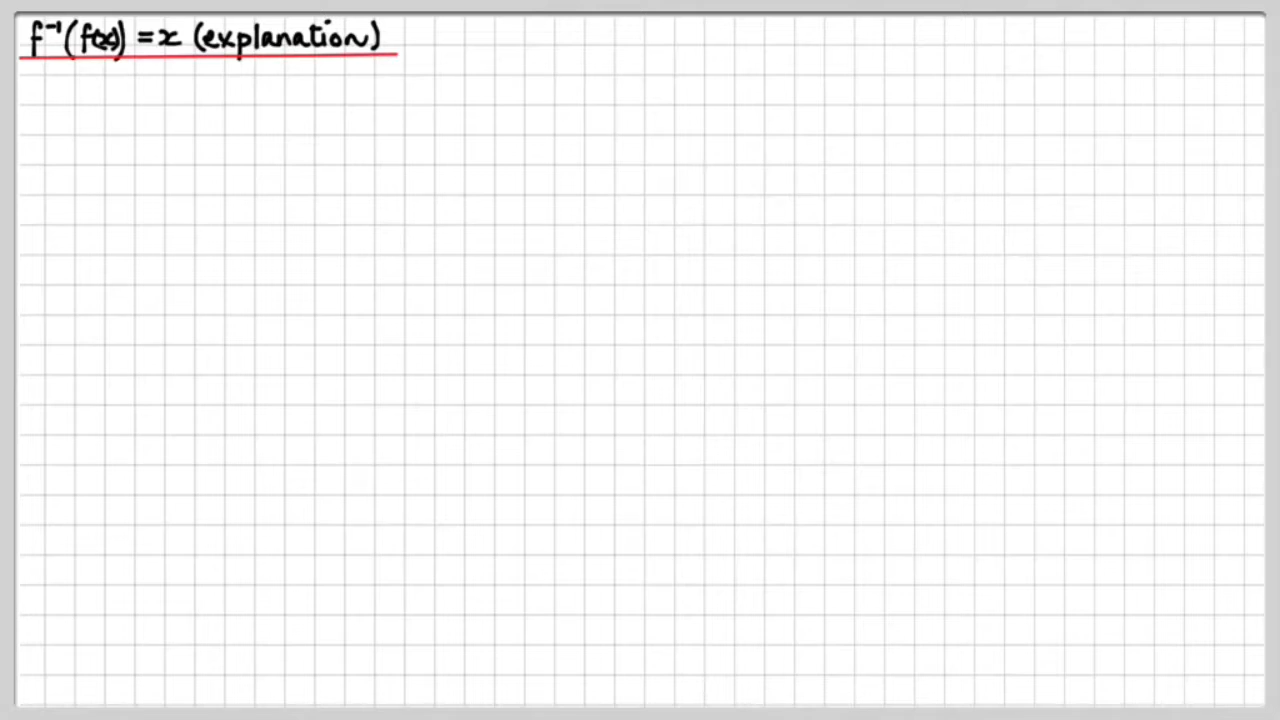 f⁻¹(f(x)) = x (explanation)